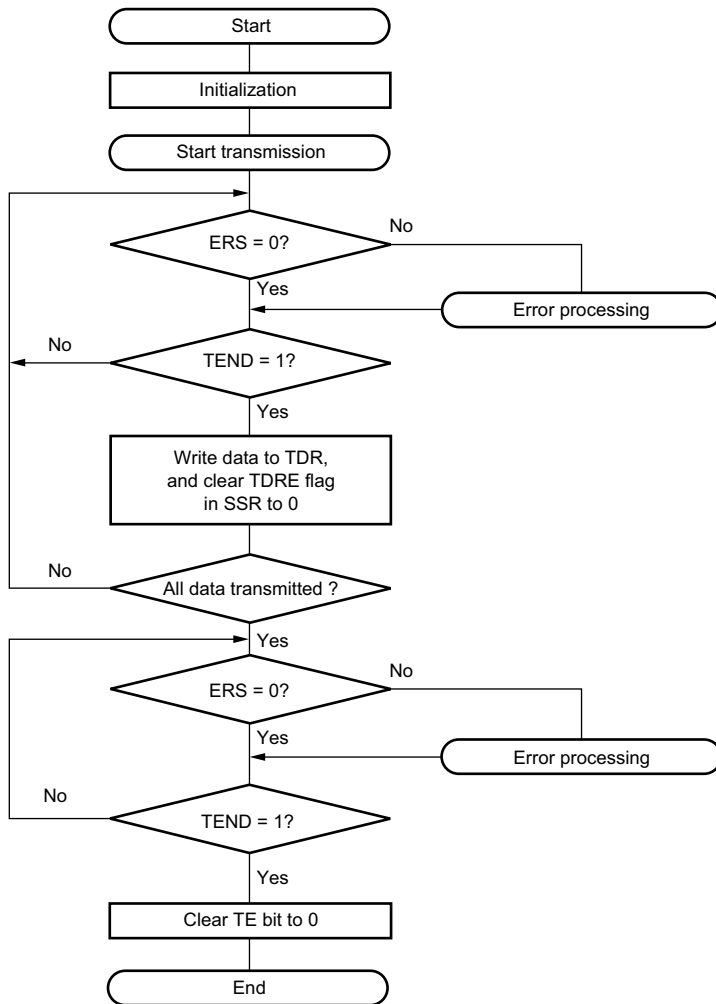 Start
Initialization
Start transmission
No
ERS = 0?
Yes
Error processing
No
TEND = 1?
Yes
Write data to TDR,
and clear TDRE flag
in SSR to 0
No
All data transmitted ?
Yes
No
ERS = 0?
Yes
Error processing
No
TEND = 1?
Yes
Clear TE bit to 0
End